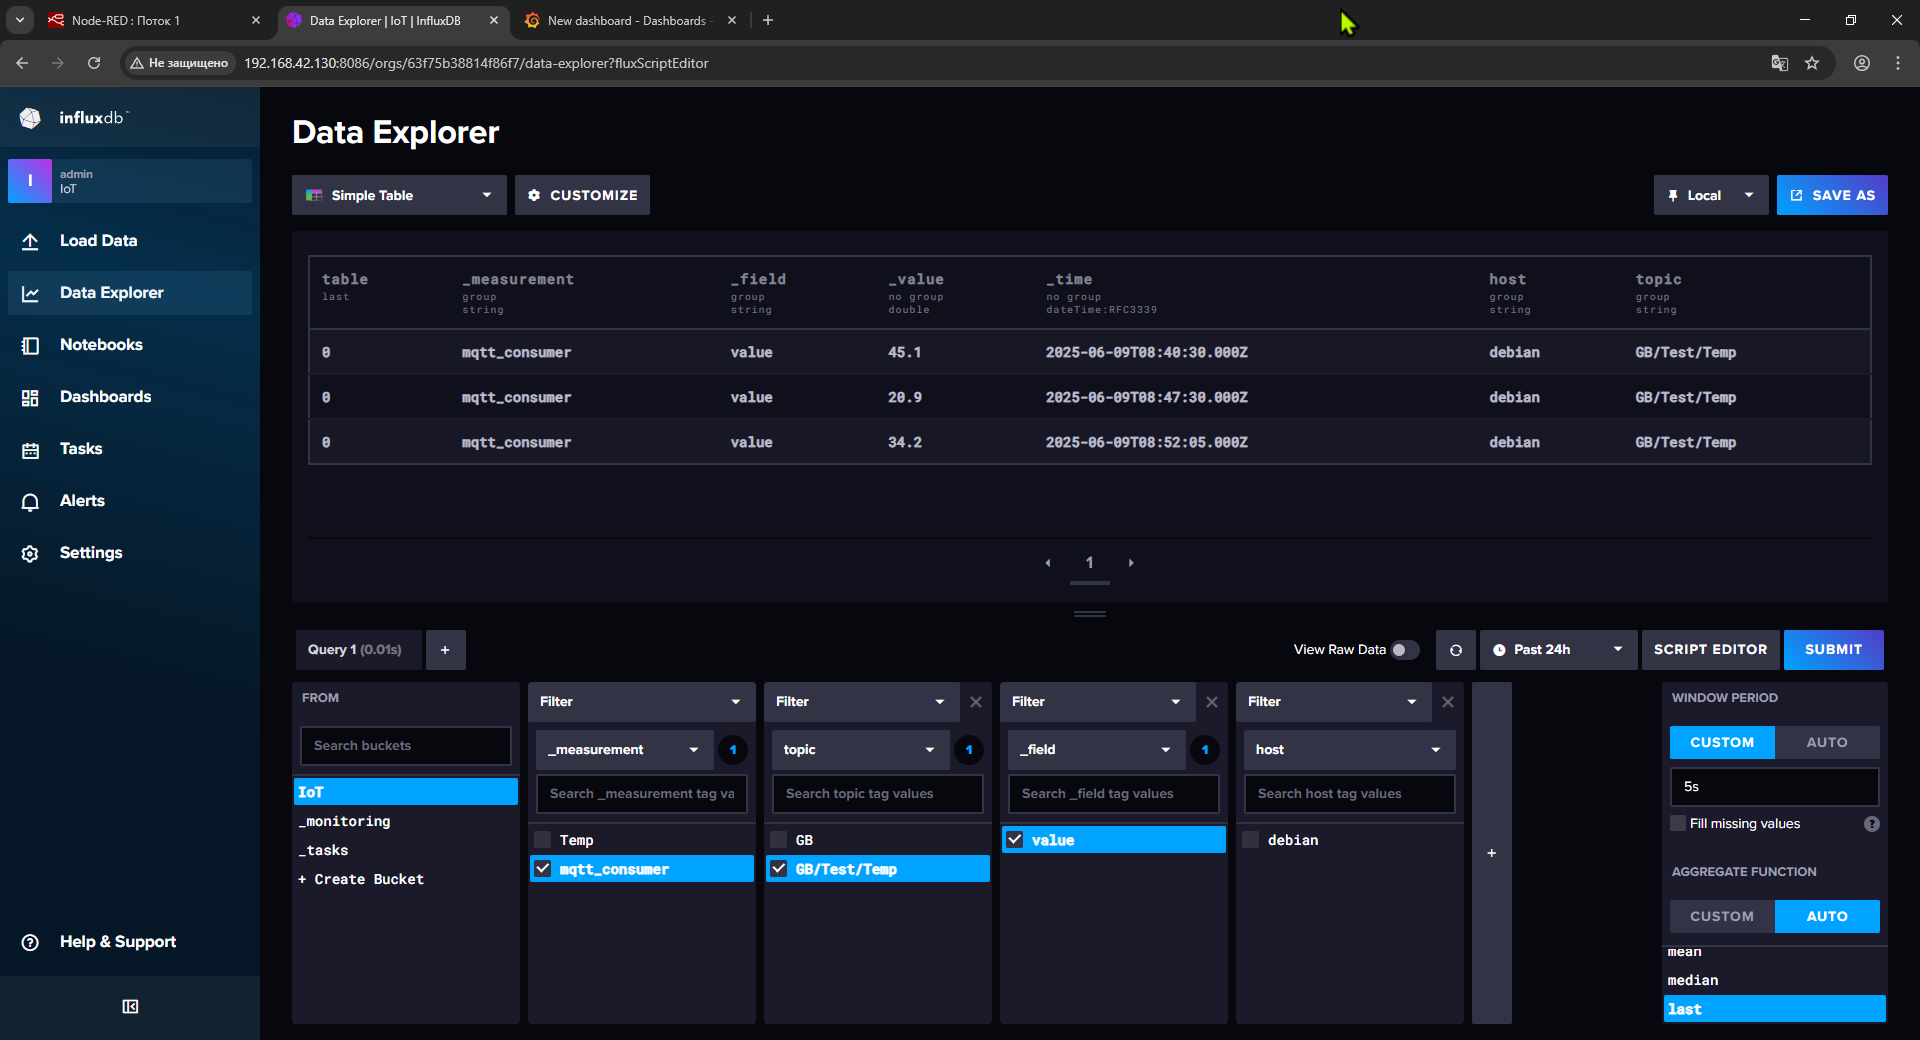 Node-RED : Поток 1
Data Explorer | IoT | InfluxDB
New dashboard - Dashboards
Не защищено
192.168.42.130:8086/orgs/63f75b38814f86f7/data-explorer?fluxScriptEditor
influxdb™
I
admin
IoT
Load Data
Data Explorer
Notebooks
Dashboards
Tasks
Alerts
Settings
Help & Support
Data Explorer
Simple Table
CUSTOMIZE
Local
SAVE AS
table _measurement _field _value _time host topic
last group group no group no group group group
string string double dateTime:RFC3339 string string
0 mqtt_consumer value 45.1 2025-06-09T08:40:30.000Z debian GB/Test/Temp
0 mqtt_consumer value 20.9 2025-06-09T08:47:30.000Z debian GB/Test/Temp
0 mqtt_consumer value 34.2 2025-06-09T08:52:05.000Z debian GB/Test/Temp
1
Query 1 (0.01s)
+
View Raw Data
Past 24h
SCRIPT EDITOR
SUBMIT
FROM
Search buckets
IoT
_monitoring
_tasks
+ Create Bucket
Filter
_measurement
1
Search _measurement tag va
Temp
mqtt_consumer
Filter
topic
1
Search topic tag values
GB
GB/Test/Temp
Filter
_field
1
Search _field tag values
value
Filter
host
Search host tag values
debian
+
WINDOW PERIOD
CUSTOM
AUTO
5s
Fill missing values
?
AGGREGATE FUNCTION
CUSTOM
AUTO
mean
median
last